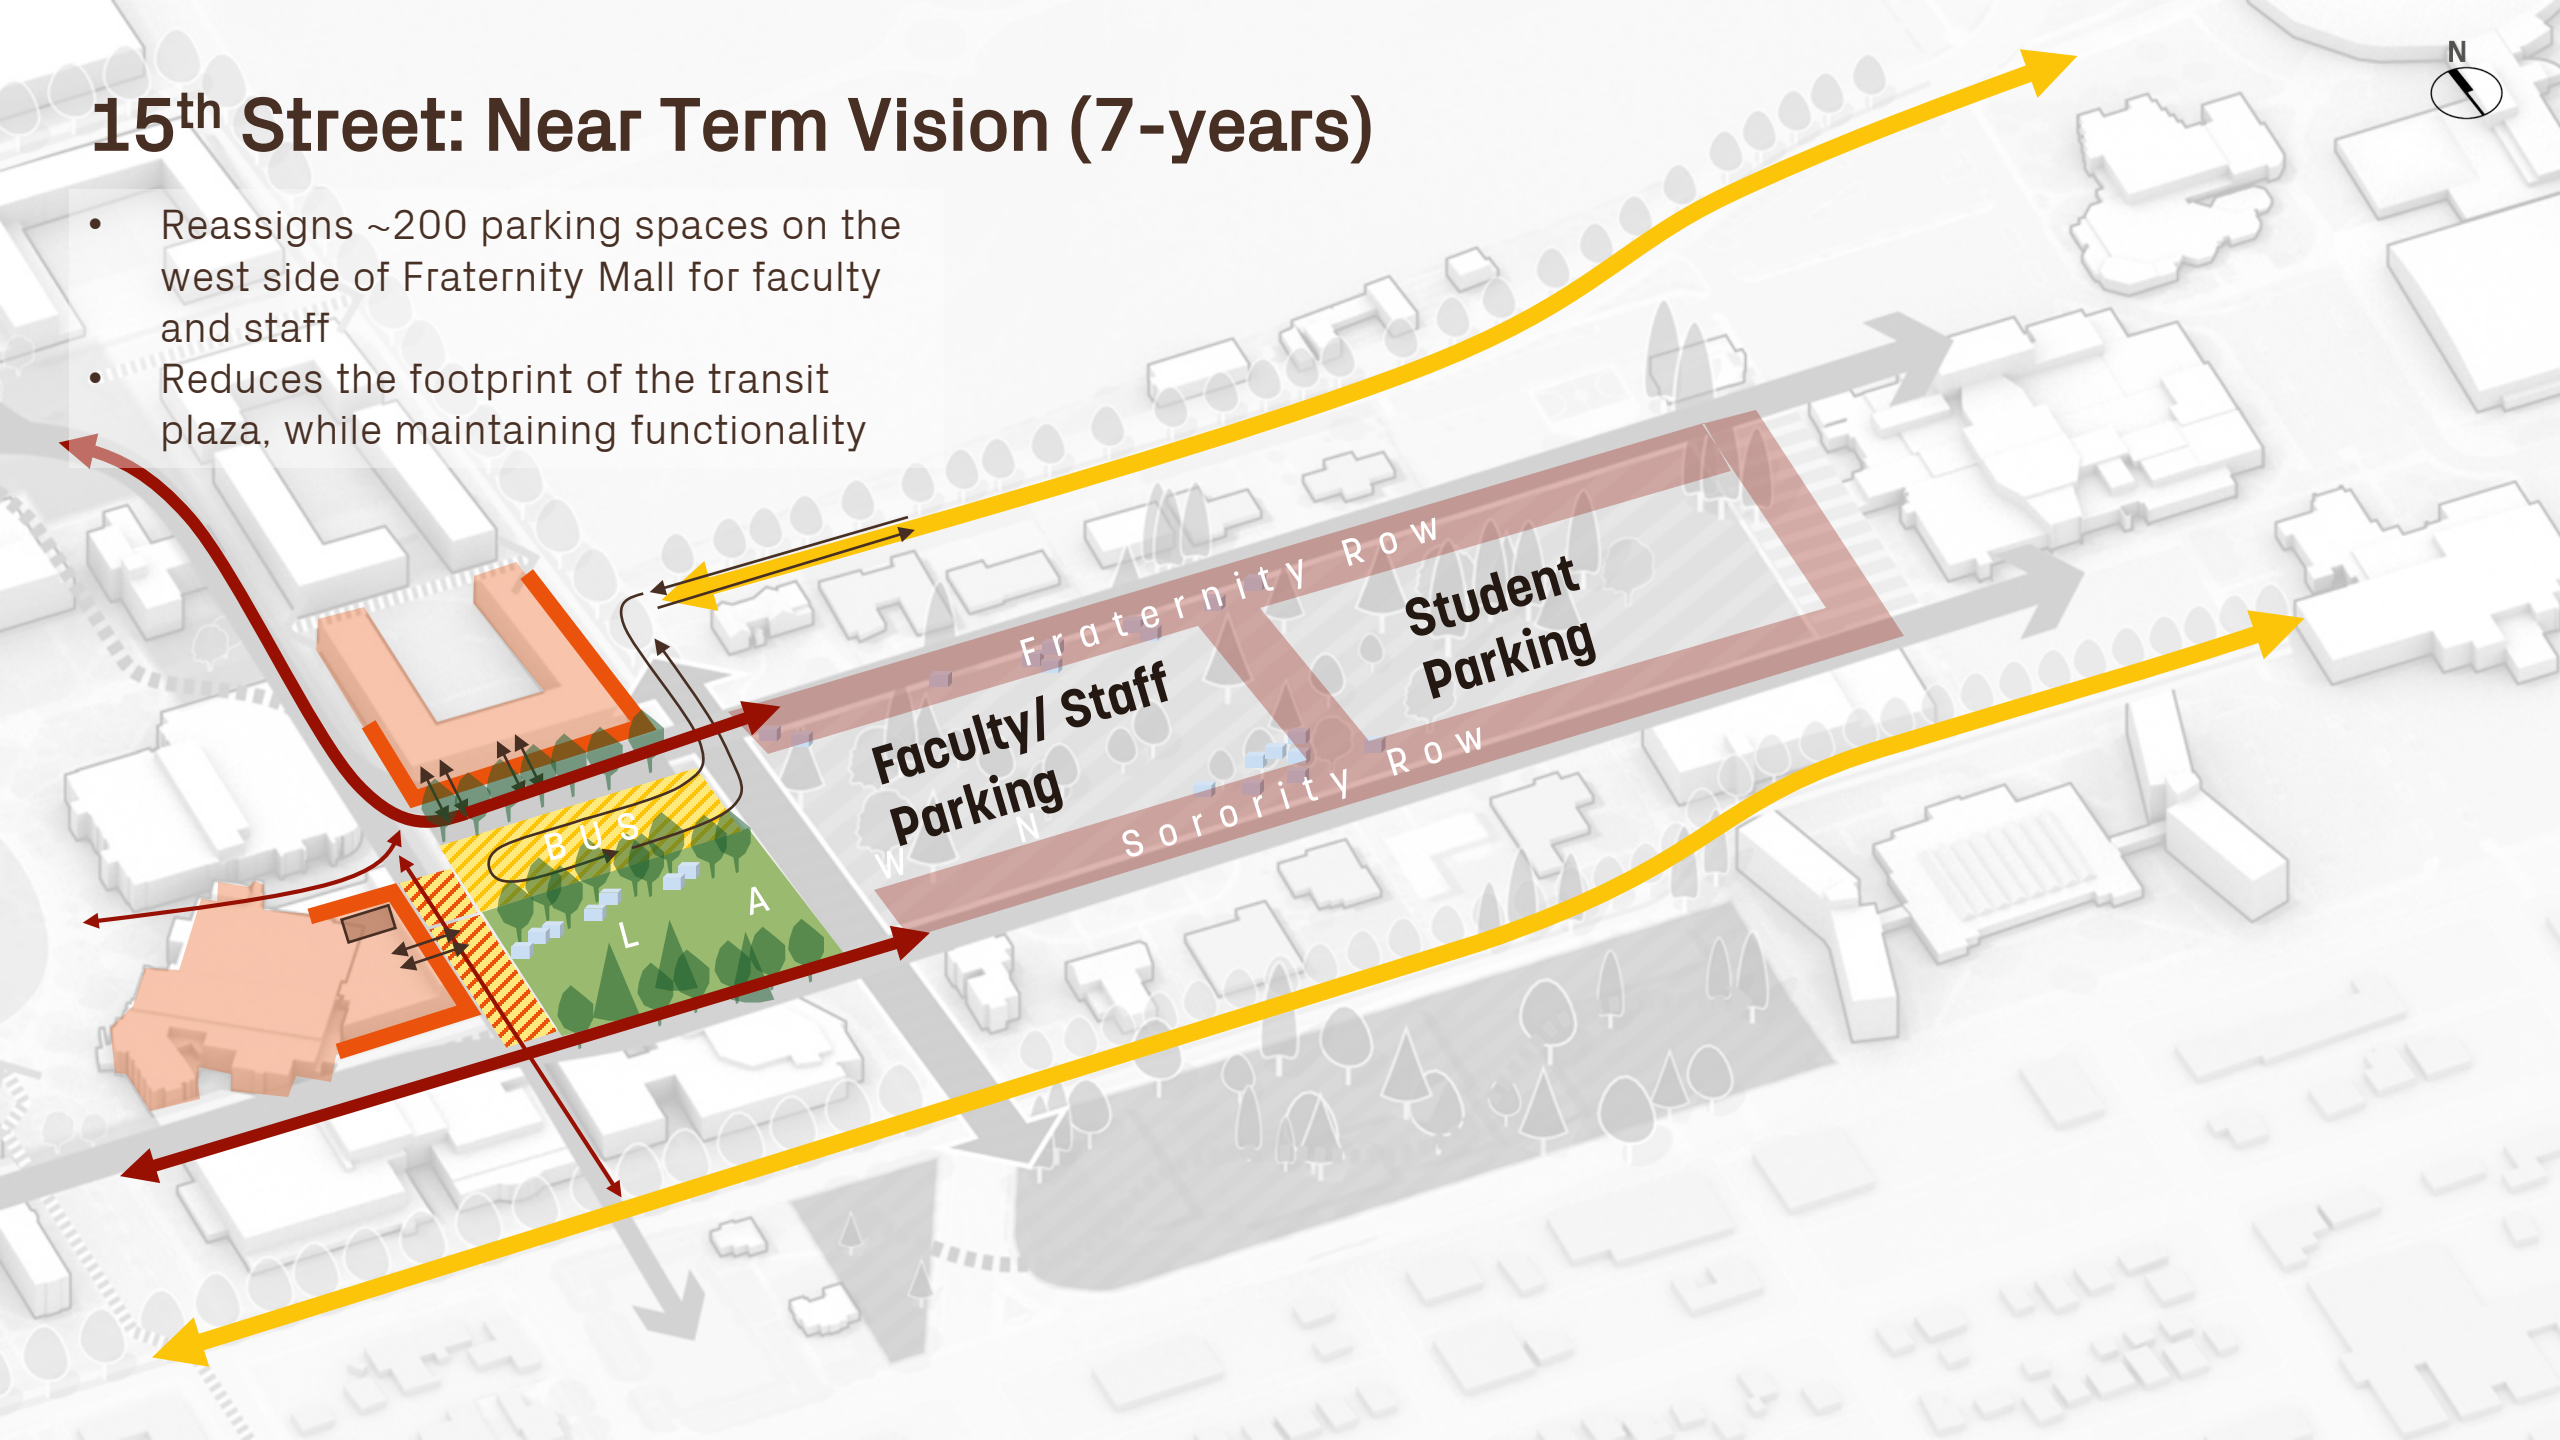 N
15th Street: Near Term Vision (7-years)
• Reassigns ~200 parking spaces on the
west side of Fraternity Mall for faculty
and staff
• Reduces the footprint of the transit
plaza, while maintaining functionality
Fraternity Row
Student
Parking
Faculty/ Staff
Parking
Sorority Row
BUS
L A W N